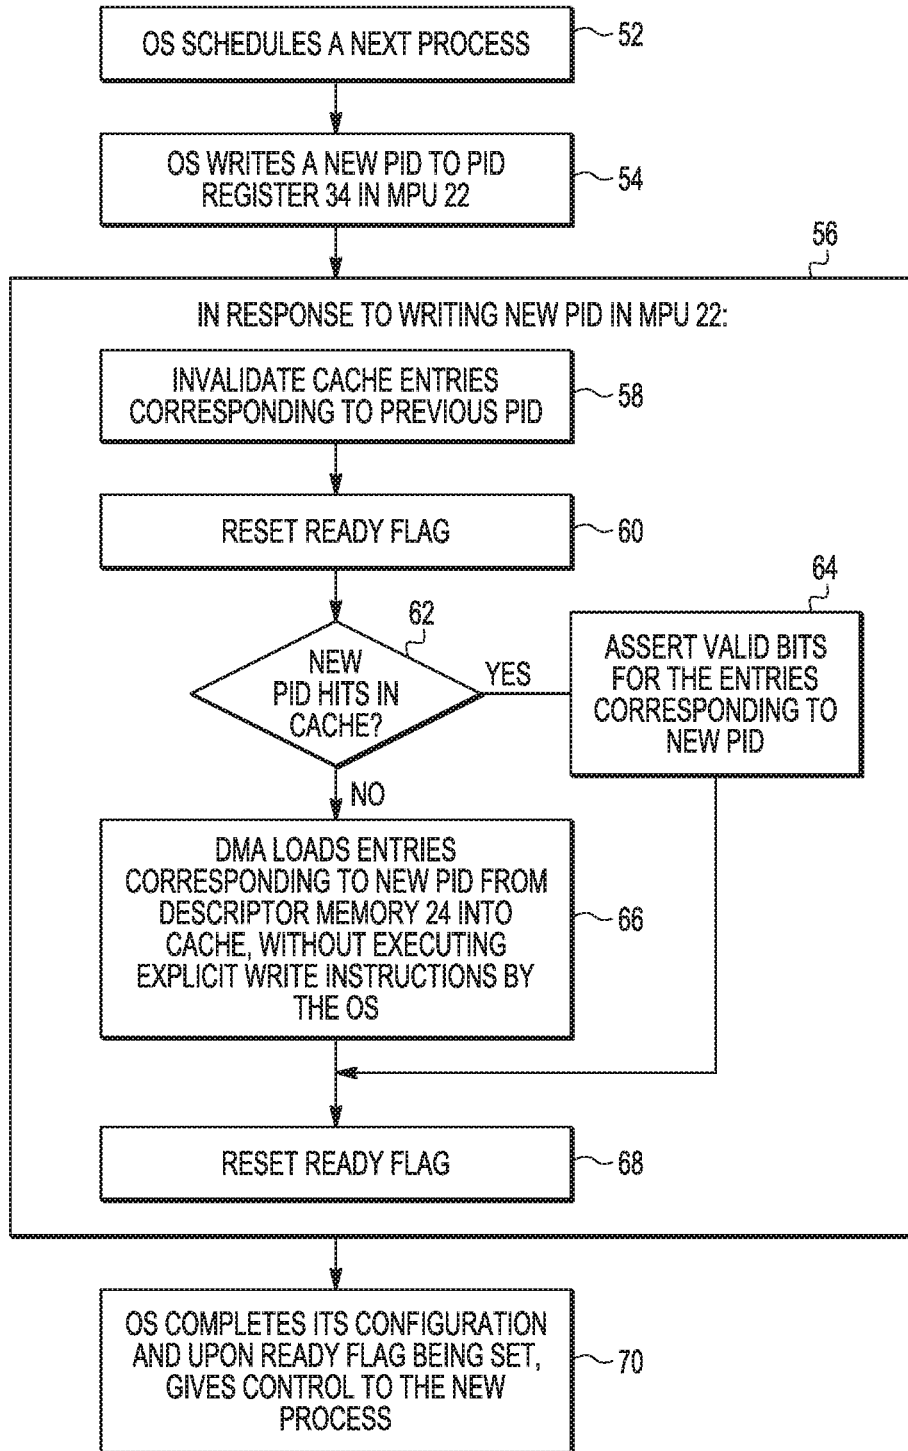 OS SCHEDULES A NEXT PROCESS
52
OS WRITES A NEW PID TO PID
REGISTER 34 IN MPU 22
54
56
IN RESPONSE TO WRITING NEW PID IN MPU 22:
INVALIDATE CACHE ENTRIES
CORRESPONDING TO PREVIOUS PID
58
RESET READY FLAG
60
62
NEW
PID HITS IN
CACHE?
YES
64
ASSERT VALID BITS
FOR THE ENTRIES
CORRESPONDING TO
NEW PID
NO
DMA LOADS ENTRIES
CORRESPONDING TO NEW PID FROM
DESCRIPTOR MEMORY 24 INTO
CACHE, WITHOUT EXECUTING
EXPLICIT WRITE INSTRUCTIONS BY
THE OS
66
RESET READY FLAG
68
OS COMPLETES ITS CONFIGURATION
AND UPON READY FLAG BEING SET,
GIVES CONTROL TO THE NEW
PROCESS
70